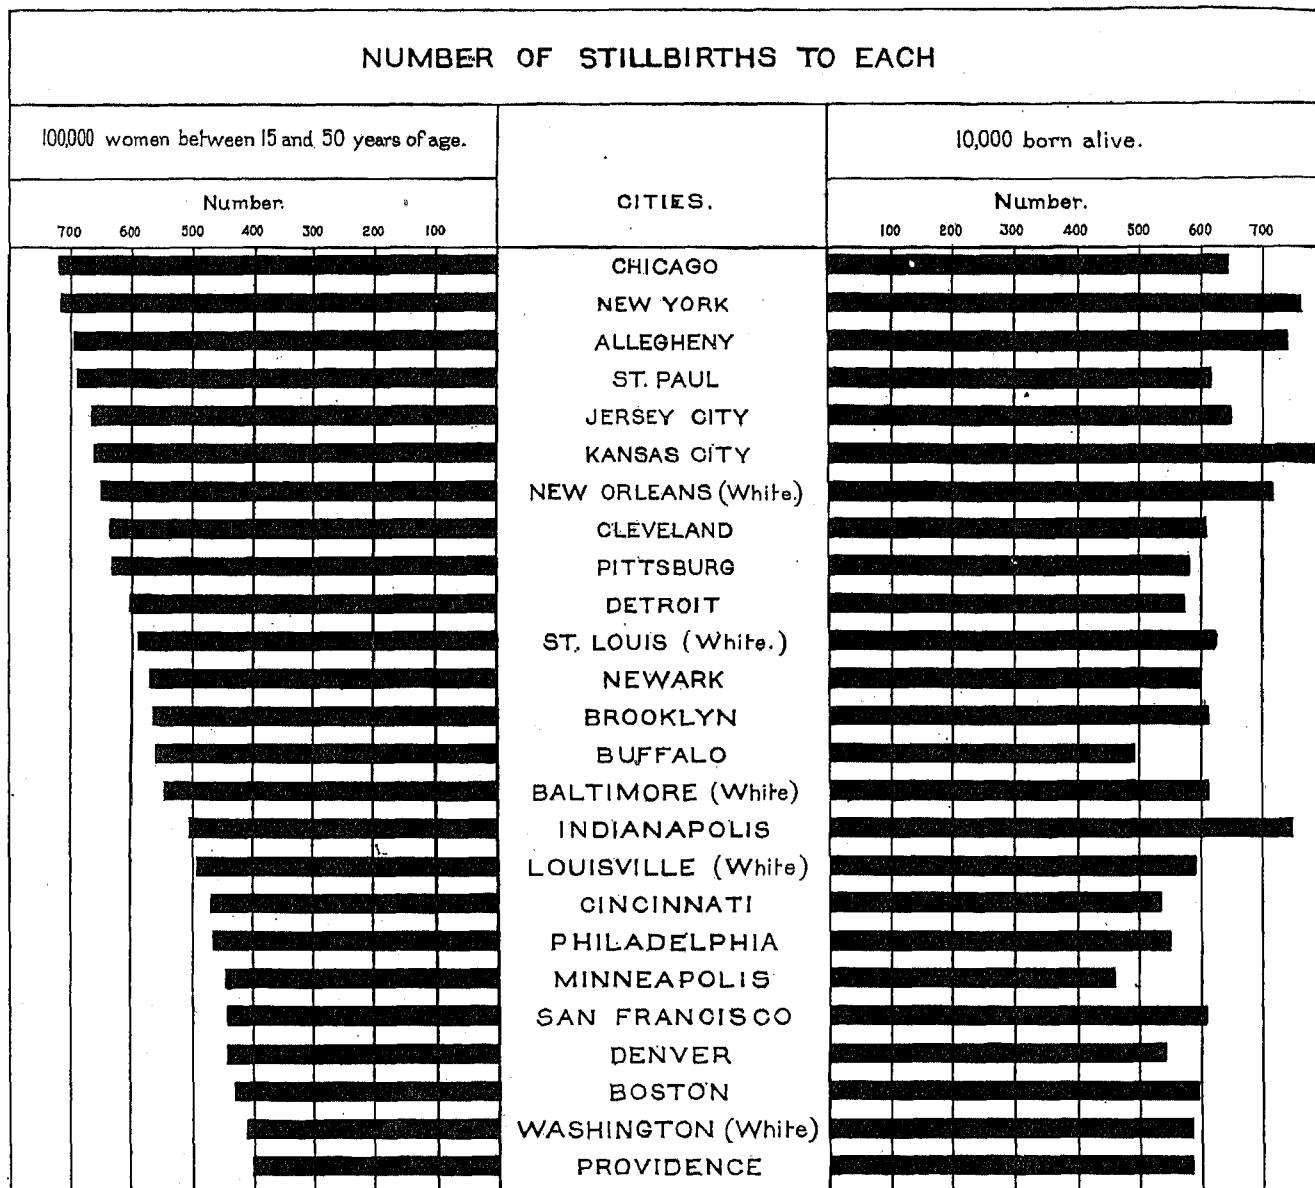 NUMBER OF STILLBIRTHS TO EACH
100,000 women between 15 and 50 years of age.
CITIES.
10,000 born alive.
Number.
Number.
700 600 500 400 300 200 100
100 200 300 400 500 600 700
CHICAGO
NEW YORK
ALLEGHENY
ST. PAUL
JERSEY CITY
KANSAS CITY
NEW ORLEANS (White.)
CLEVELAND
PITTSBURG
DETROIT
ST. LOUIS (White.)
NEWARK
BROOKLYN
BUFFALO
BALTIMORE (White)
INDIANAPOLIS
LOUISVILLE (White)
CINCINNATI
PHILADELPHIA
MINNEAPOLIS
SAN FRANCISCO
DENVER
BOSTON
WASHINGTON (White)
PROVIDENCE